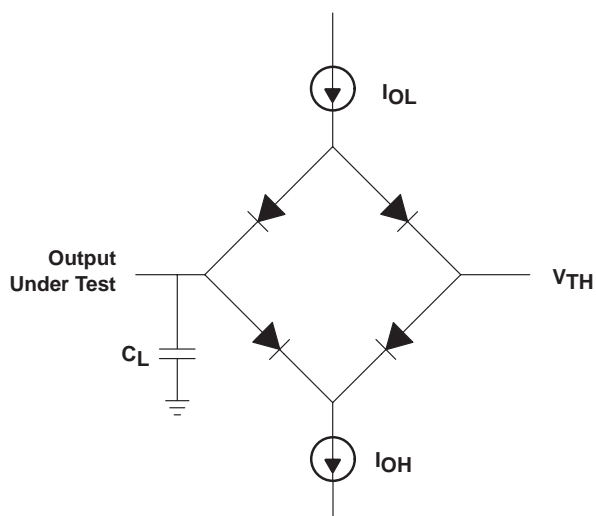 IOL
Output
Under Test
VTH
CL
IOH